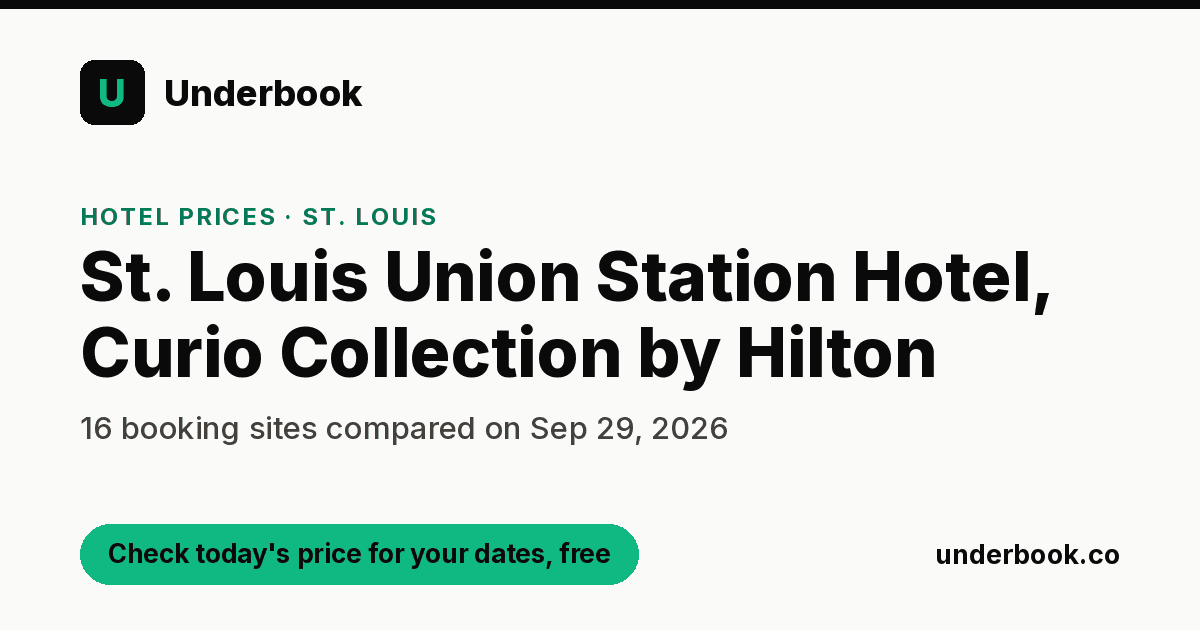 U Underbook
HOTEL PRICES · ST. LOUIS
St. Louis Union Station Hotel,
Curio Collection by Hilton
16 booking sites compared on Sep 29, 2026
Check today's price for your dates, free
underbook.co